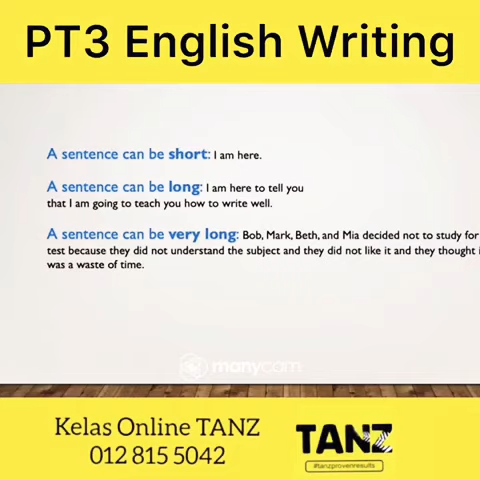 PT3 English Writing
A sentence can be short: I am here.
A sentence can be long: I am here to tell you
that I am going to teach you how to write well.
A sentence can be very long: Bob, Mark, Beth, and Mia decided not to study for
test because they did not understand the subject and they did not like it and they thought i
was a waste of time.
manycam
Kelas Online TANZ
012 815 5042
TANZ
#tanzprovenresults